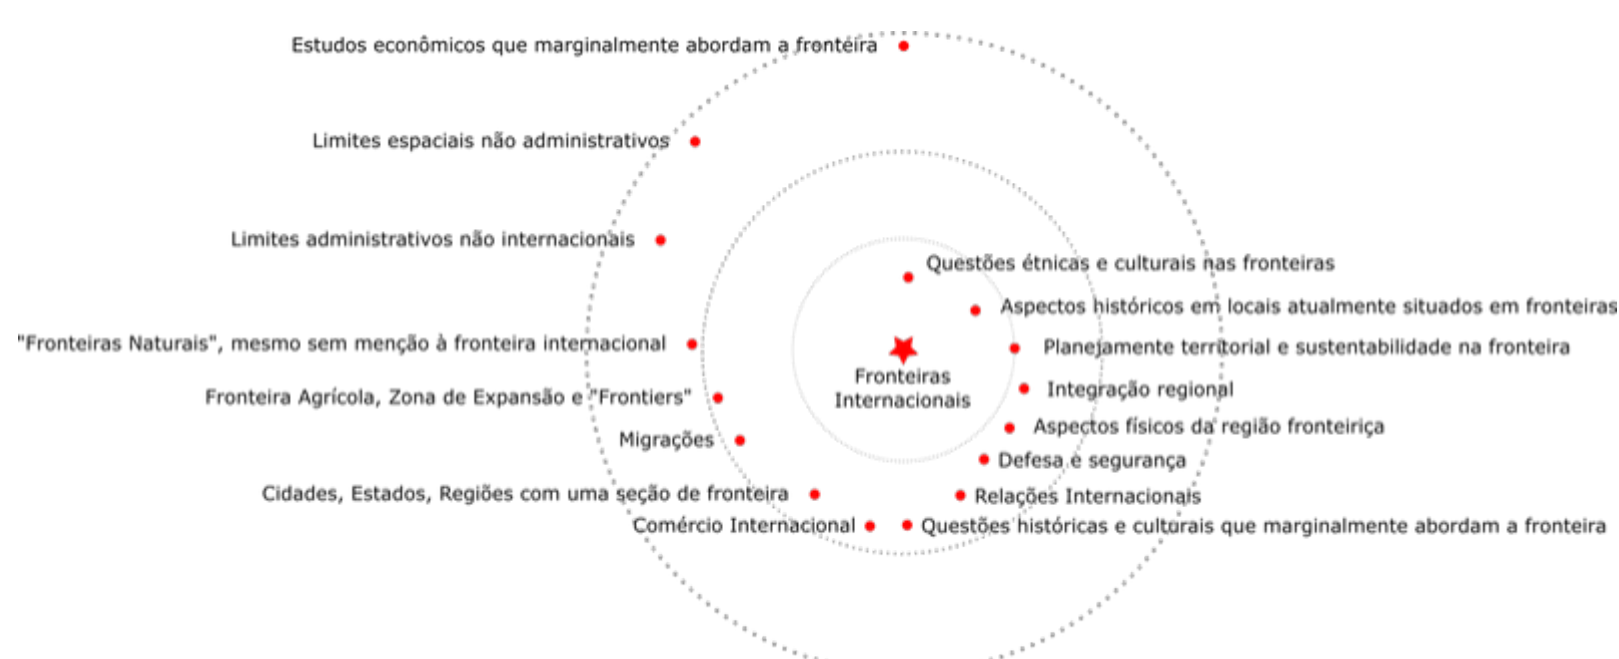 Estudos econômicos que marginalmente abordam a fronteira
Limites espaciais não administrativos
Limites administrativos não internacionais
Questões étnicas e culturais nas fronteiras
Aspectos históricos em locais atualmente situados em fronteiras
"Fronteiras Naturais", mesmo sem menção à fronteira internacional
Planejamento territorial e sustentabilidade na fronteira
Fronteiras
Internacionais
Integração regional
Fronteira Agrícola, Zona de Expansão e "Frontiers"
Aspectos físicos da região fronteiriça
Migrações
Defesa e segurança
Cidades, Estados, Regiões com uma seção de fronteira
Relações Internacionais
Comércio Internacional
Questões históricas e culturais que marginalmente abordam a fronteira